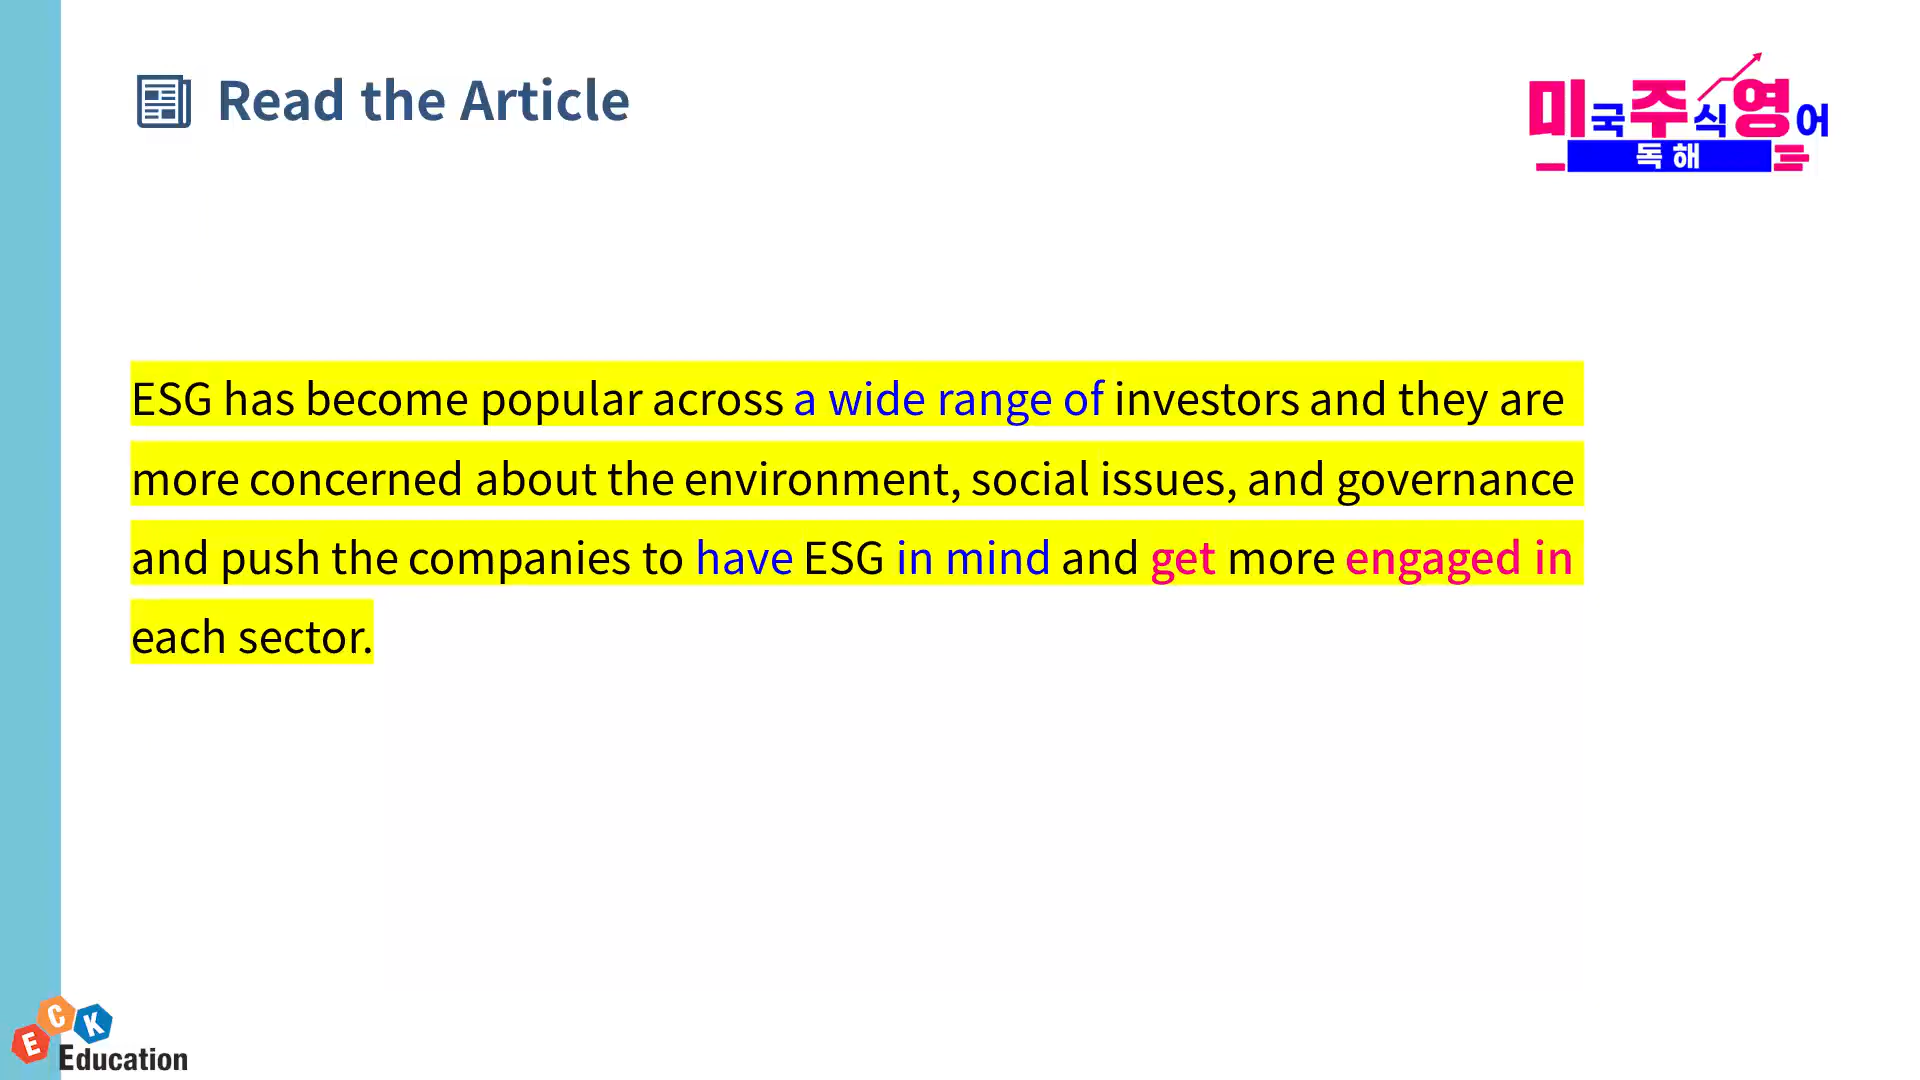 Read the Article
미국주식영어
독해
ESG has become popular across a wide range of investors and they are
more concerned about the environment, social issues, and governance
and push the companies to have ESG in mind and get more engaged in
each sector.
ECK
Education